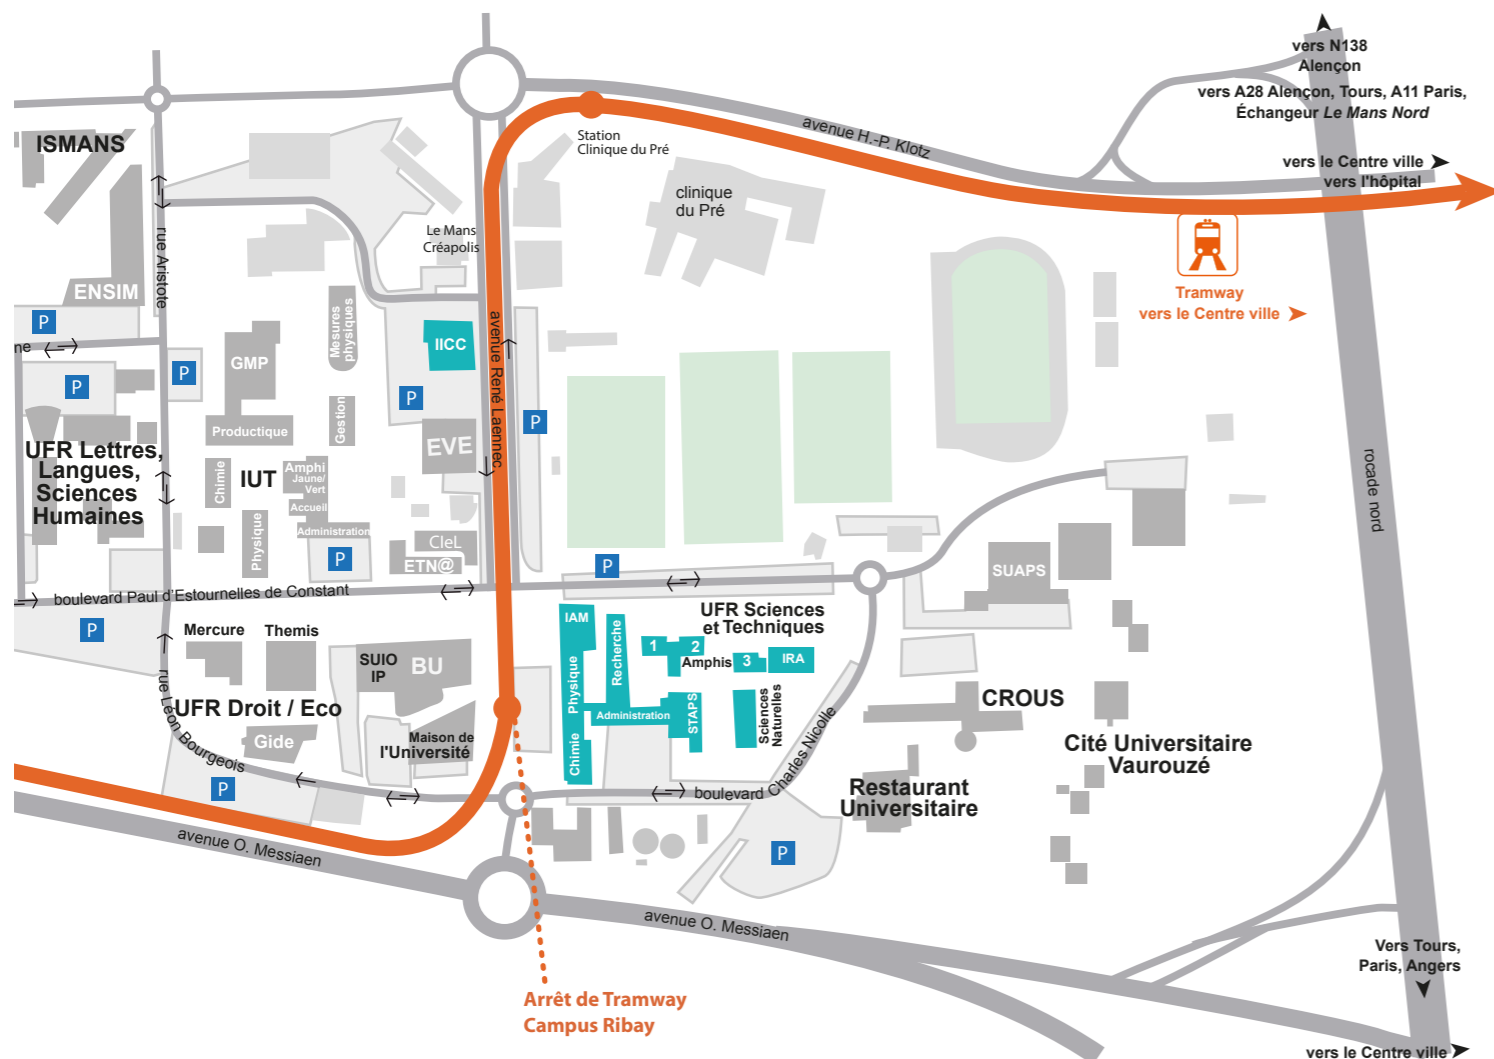 vers N138
Alençon
vers A28 Alençon, Tours, A11 Paris,
Échangeur Le Mans Nord
avenue H.-P. Klotz
Station
Clinique du Pré
ISMANS
vers le Centre ville
vers l'hôpital
clinique
du Pré
Le Mans
Créapolis
rue Aristote
ENSIM
Tramway
vers le Centre ville
P
Mesures
physiques
IICC
avenue René Laennec
ne
GMP
P
P
P
P
Gestion
Productique
EVE
UFR Lettres,
Langues,
Sciences
Humaines
Chimie
IUT
Amphi
Jaune/
Vert
Accueil
Administration
Physique
P
CIeL
ETN@
rocade nord
P
SUAPS
boulevard Paul d'Estournelles de Constant
P
Mercure
Themis
IAM
Recherche
UFR Sciences
et Techniques
1
2
Amphis
3
IRA
SUIO
IP
BU
Physique
Administration
STAPS
Sciences
Naturelles
CROUS
rue Léon Bourgeois
UFR Droit / Eco
Gide
Maison de
l'Université
Chimie
Cité Universitaire
Vaurouzé
boulevard Charles Nicolle
Restaurant
Universitaire
P
avenue O. Messiaen
P
avenue O. Messiaen
Vers Tours,
Paris, Angers
Arrêt de Tramway
Campus Ribay
vers le Centre ville